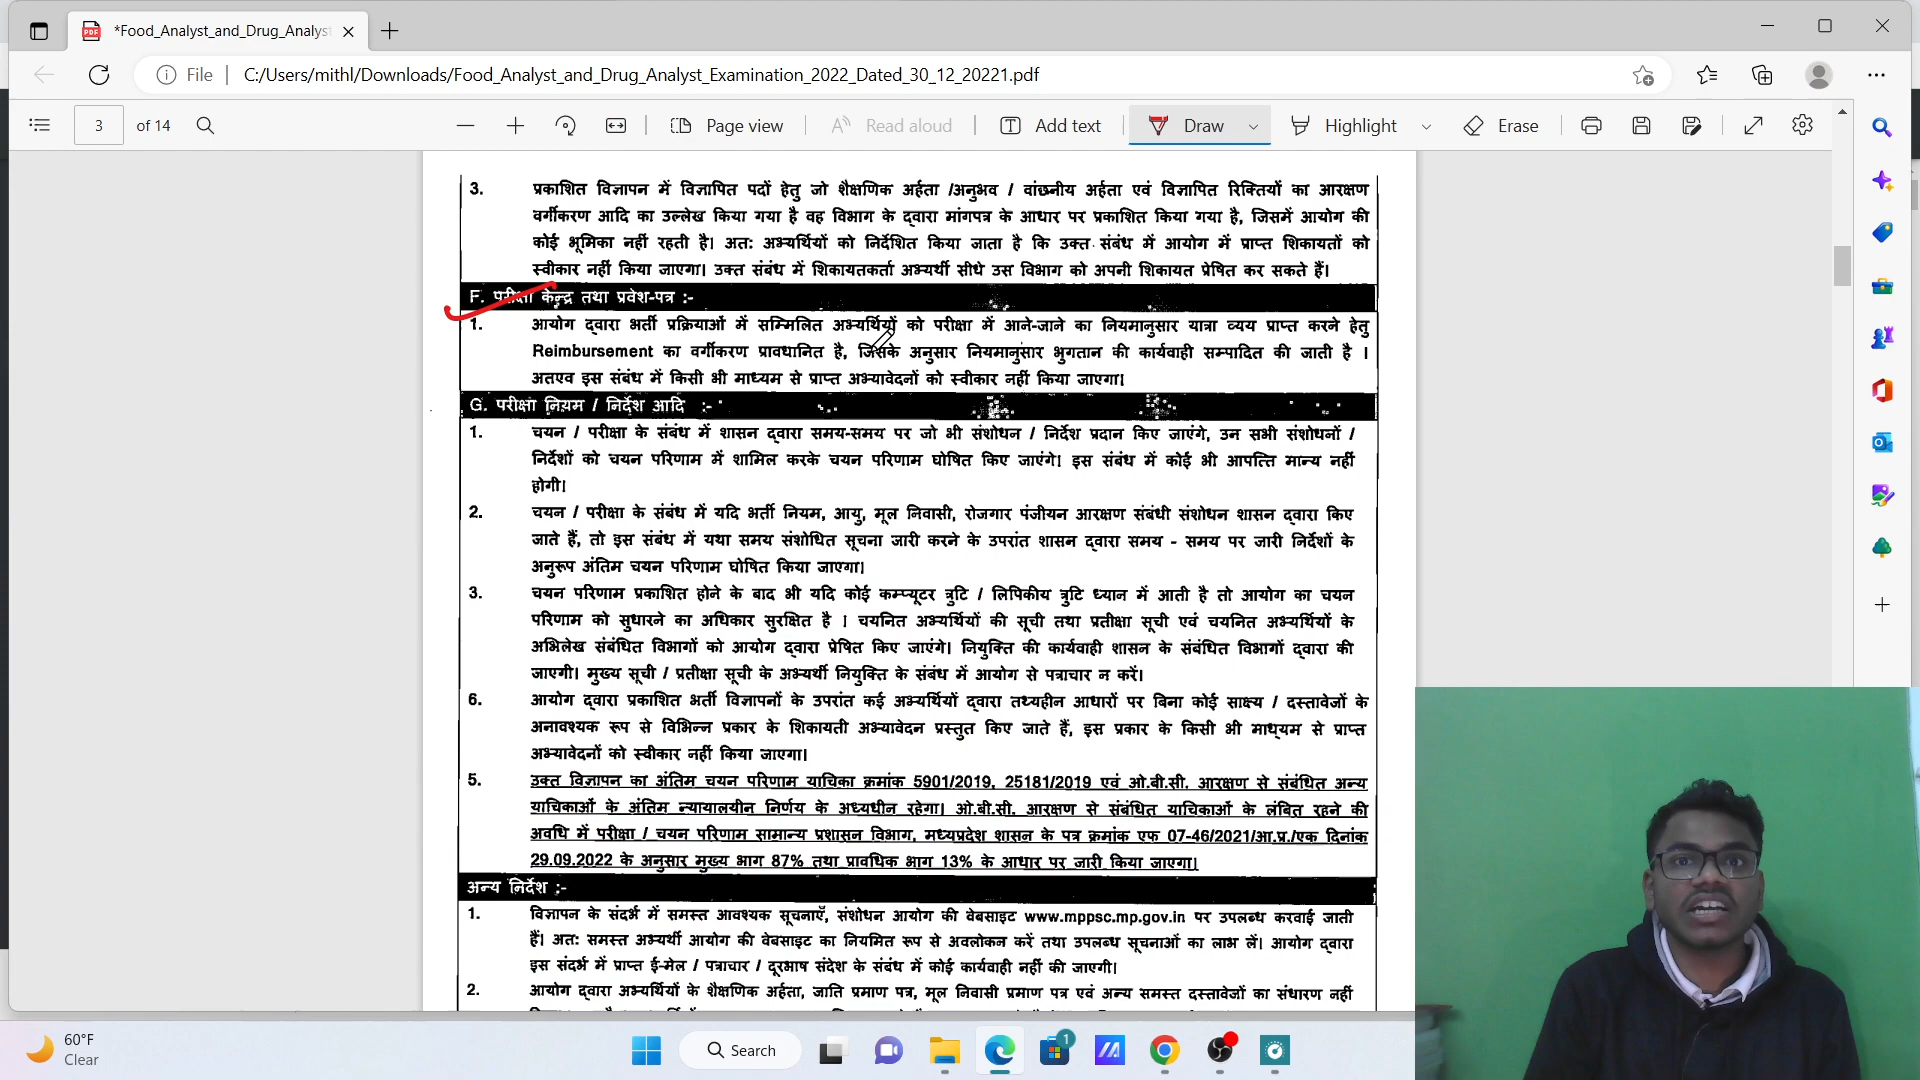 *Food_Analyst_and_Drug_Analyst
File
C:/Users/mithl/Downloads/Food_Analyst_and_Drug_Analyst_Examination_2022_Dated_30_12_20221.pdf
3 of 14
Page view
Read aloud
Add text
Draw
Highlight
Erase
3. प्रकाशित विज्ञापन में विज्ञापित पदों हेतु जो शैक्षणिक अर्हता /अनुभव / वांछनीय अर्हता एवं विज्ञापित रिक्तियों का आरक्षण
वर्गीकरण आदि का उल्लेख किया गया है वह विभाग के द्वारा मांगपत्र के आधार पर प्रकाशित किया गया है, जिसमें आयोग की
कोई भूमिका नहीं रहती है। अतः अभ्यर्थियों को निर्देशित किया जाता है कि उक्त संबंध में आयोग में प्राप्त शिकायतों को
स्वीकार नहीं किया जाएगा। उक्त संबंध में शिकायतकर्ता अभ्यर्थी सीधे उस विभाग को अपनी शिकायत प्रेषित कर सकते हैं।
F. परीक्षा केन्द्र तथा प्रवेश-पत्र :-
1. आयोग द्वारा भर्ती प्रक्रियाओं में सम्मिलित अभ्यर्थियों को परीक्षा में आने-जाने का नियमानुसार यात्रा व्यय प्राप्त करने हेतु
Reimbursement का वर्गीकरण प्रावधानित है, जिसके अनुसार नियमानुसार भुगतान की कार्यवाही सम्पादित की जाती है ।
अतएव इस संबंध में किसी भी माध्यम से प्राप्त अभ्यावेदनों को स्वीकार नहीं किया जाएगा।
G. परीक्षा नियम / निर्देश आदि :-
1. चयन / परीक्षा के संबंध में शासन द्वारा समय-समय पर जो भी संशोधन / निर्देश प्रदान किए जाएंगे, उन सभी संशोधनों /
निर्देशों को चयन परिणाम में शामिल करके चयन परिणाम घोषित किए जाएंगे। इस संबंध में कोई भी आपत्ति मान्य नहीं
होगी।
2. चयन / परीक्षा के संबंध में यदि भर्ती नियम, आयु, मूल निवासी, रोजगार पंजीयन आरक्षण संबंधी संशोधन शासन द्वारा किए
जाते हैं, तो इस संबंध में यथा समय संशोधित सूचना जारी करने के उपरांत शासन द्वारा समय - समय पर जारी निर्देशों के
अनुरूप अंतिम चयन परिणाम घोषित किया जाएगा।
3. चयन परिणाम प्रकाशित होने के बाद भी यदि कोई कम्प्यूटर त्रुटि / लिपिकीय त्रुटि ध्यान में आती है तो आयोग का चयन
परिणाम को सुधारने का अधिकार सुरक्षित है । चयनित अभ्यर्थियों की सूची तथा प्रतीक्षा सूची एवं चयनित अभ्यर्थियों के
अभिलेख संबंधित विभागों को आयोग द्वारा प्रेषित किए जाएंगे। नियुक्ति की कार्यवाही शासन के संबंधित विभागों द्वारा की
जाएगी। मुख्य सूची / प्रतीक्षा सूची के अभ्यर्थी नियुक्ति के संबंध में आयोग से पत्राचार न करें।
6. आयोग द्वारा प्रकाशित भर्ती विज्ञापनों के उपरांत कई अभ्यर्थियों द्वारा तथ्यहीन आधारों पर बिना कोई साक्ष्य / दस्तावेजों के
अनावश्यक रूप से विभिन्न प्रकार के शिकायती अभ्यावेदन प्रस्तुत किए जाते हैं, इस प्रकार के किसी भी माध्यम से प्राप्त
अभ्यावेदनों को स्वीकार नहीं किया जाएगा।
5. उक्त विज्ञापन का अंतिम चयन परिणाम याचिका क्रमांक 5901/2019, 25181/2019 एवं ओ.बी.सी. आरक्षण से संबंधित अन्य
याचिकाओं के अंतिम न्यायालयीन निर्णय के अध्यधीन रहेगा। ओ.बी.सी. आरक्षण से संबंधित याचिकाओं के लंबित रहने की
अवधि में परीक्षा / चयन परिणाम सामान्य प्रशासन विभाग, मध्यप्रदेश शासन के पत्र क्रमांक एफ 07-46/2021/आ.प्र./एक दिनांक
29.09.2022 के अनुसार मुख्य भाग 87% तथा प्रावधिक भाग 13% के आधार पर जारी किया जाएगा।
अन्य निर्देश :-
1. विज्ञापन के संदर्भ में समस्त आवश्यक सूचनाएँ, संशोधन आयोग की वेबसाइट www.mppsc.mp.gov.in पर उपलब्ध करवाई जाती
हैं। अतः समस्त अभ्यर्थी आयोग की वेबसाइट का नियमित रूप से अवलोकन करें तथा उपलब्ध सूचनाओं का लाभ लें। आयोग द्वारा
इस संदर्भ में प्राप्त ई-मेल / पत्राचार / दूरभाष संदेश के संबंध में कोई कार्यवाही नहीं की जाएगी।
2. आयोग द्वारा अभ्यर्थियों के शैक्षणिक अर्हता, जाति प्रमाण पत्र, मूल निवासी प्रमाण पत्र एवं अन्य समस्त दस्तावेजों का संधारण नहीं
60°F
Clear
Search
1